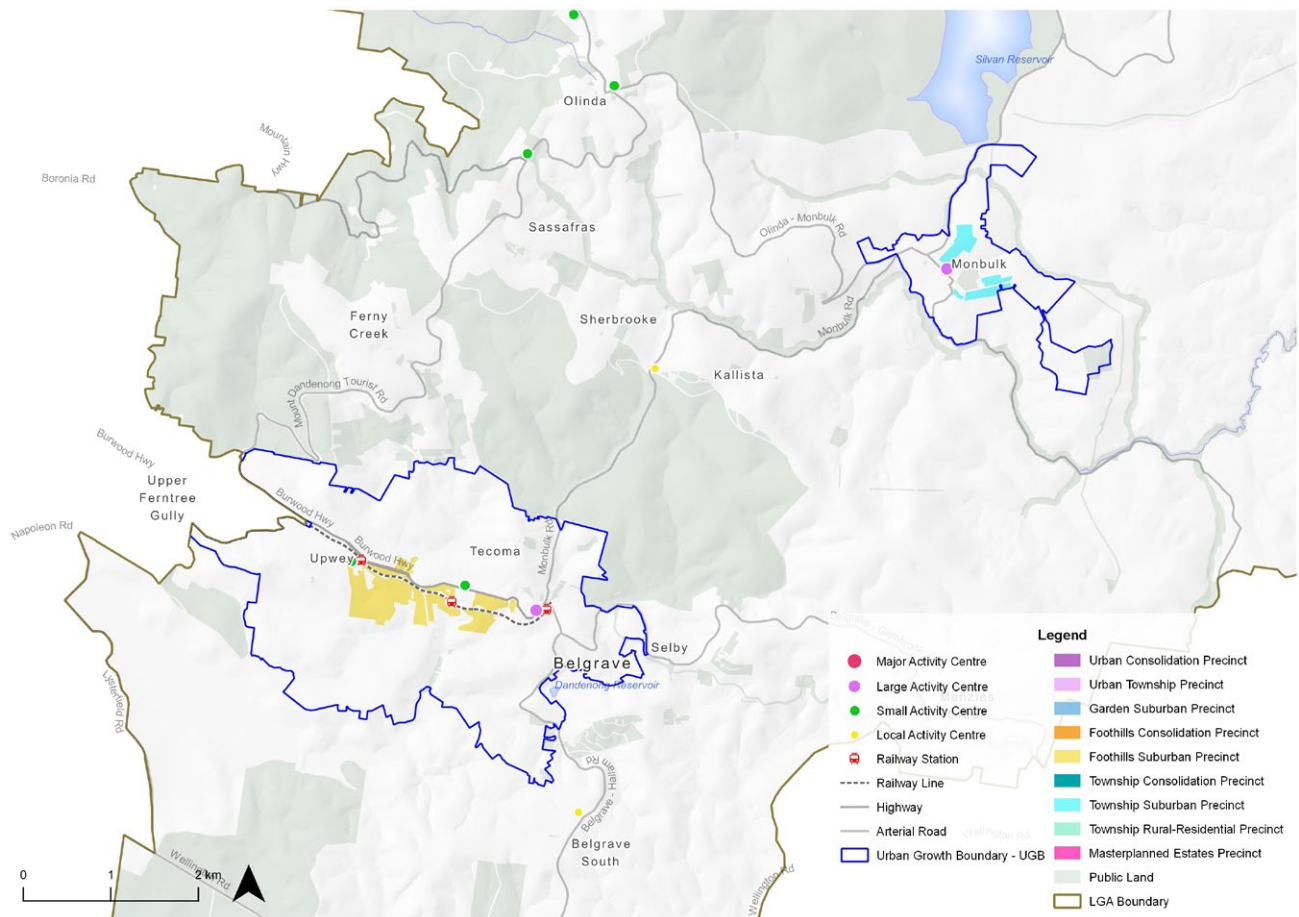 Silvan Reservoir
Olinda
Mountain
Hwy
Boronia Rd
Sassafras
Olinda - Monbulk Rd
Monbulk
Monbulk Rd
Ferny
Creek
Sherbrooke
Kallista
Mount Dandenong Tourist Rd
Burwood Hwy
Upper
Ferntree
Gully
Napoleon Rd
Burwood Hwy
Burwood Hwy
Upwey
Tecoma
Monbulk Rd
Selby
Belgrave
Dandenong Reservoir
Lysterfield Rd
Belgrave - Hallam Rd
Belgrave
South
Wellington Rd
Wellington Rd
Wellington Rd
0 1 2 km
Legend
Major Activity Centre
Large Activity Centre
Small Activity Centre
Local Activity Centre
Railway Station
Railway Line
Highway
Arterial Road
Urban Growth Boundary - UGB
Urban Consolidation Precinct
Urban Township Precinct
Garden Suburban Precinct
Foothills Consolidation Precinct
Foothills Suburban Precinct
Township Consolidation Precinct
Township Suburban Precinct
Township Rural-Residential Precinct
Masterplanned Estates Precinct
Public Land
LGA Boundary